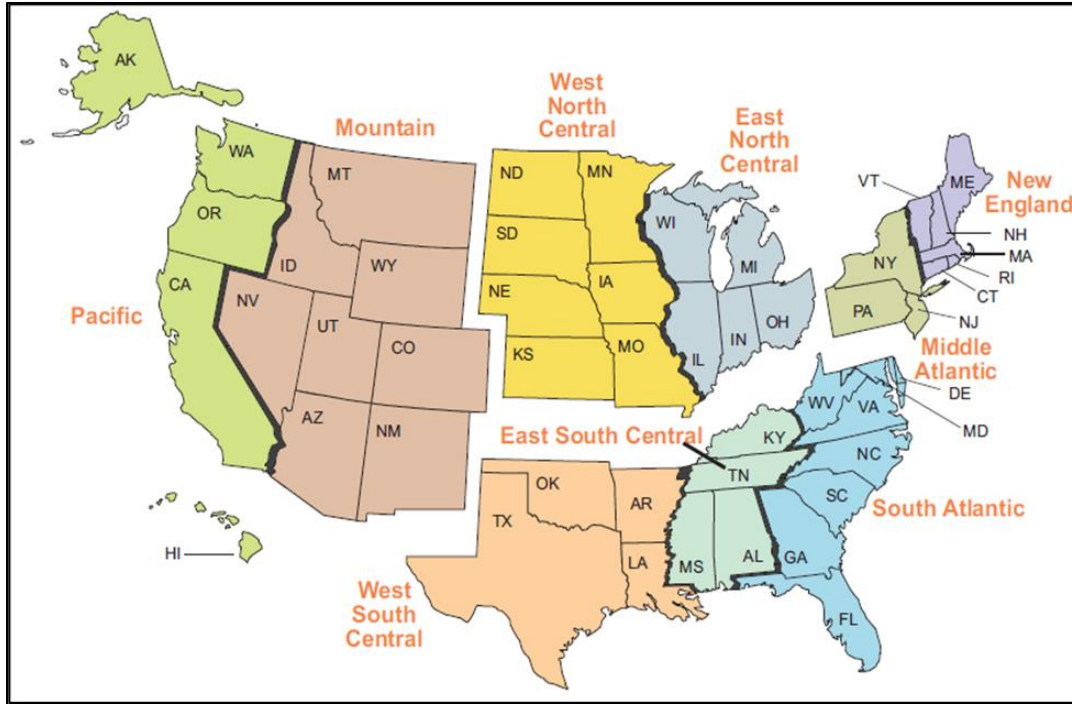 AK
West
North
Central
East
North
Central
Mountain
WA
MT
ND
MN
VT
ME
New
England
OR
ID
WY
SD
WI
MI
NY
NH
MA
RI
CT
CA
NV
UT
CO
NE
IA
IL
IN
OH
PA
NJ
Pacific
KS
MO
Middle
Atlantic
DE
MD
AZ
NM
East South Central
KY
WV
VA
TN
NC
OK
AR
SC
South Atlantic
TX
LA
MS
AL
GA
HI
West
South
Central
FL